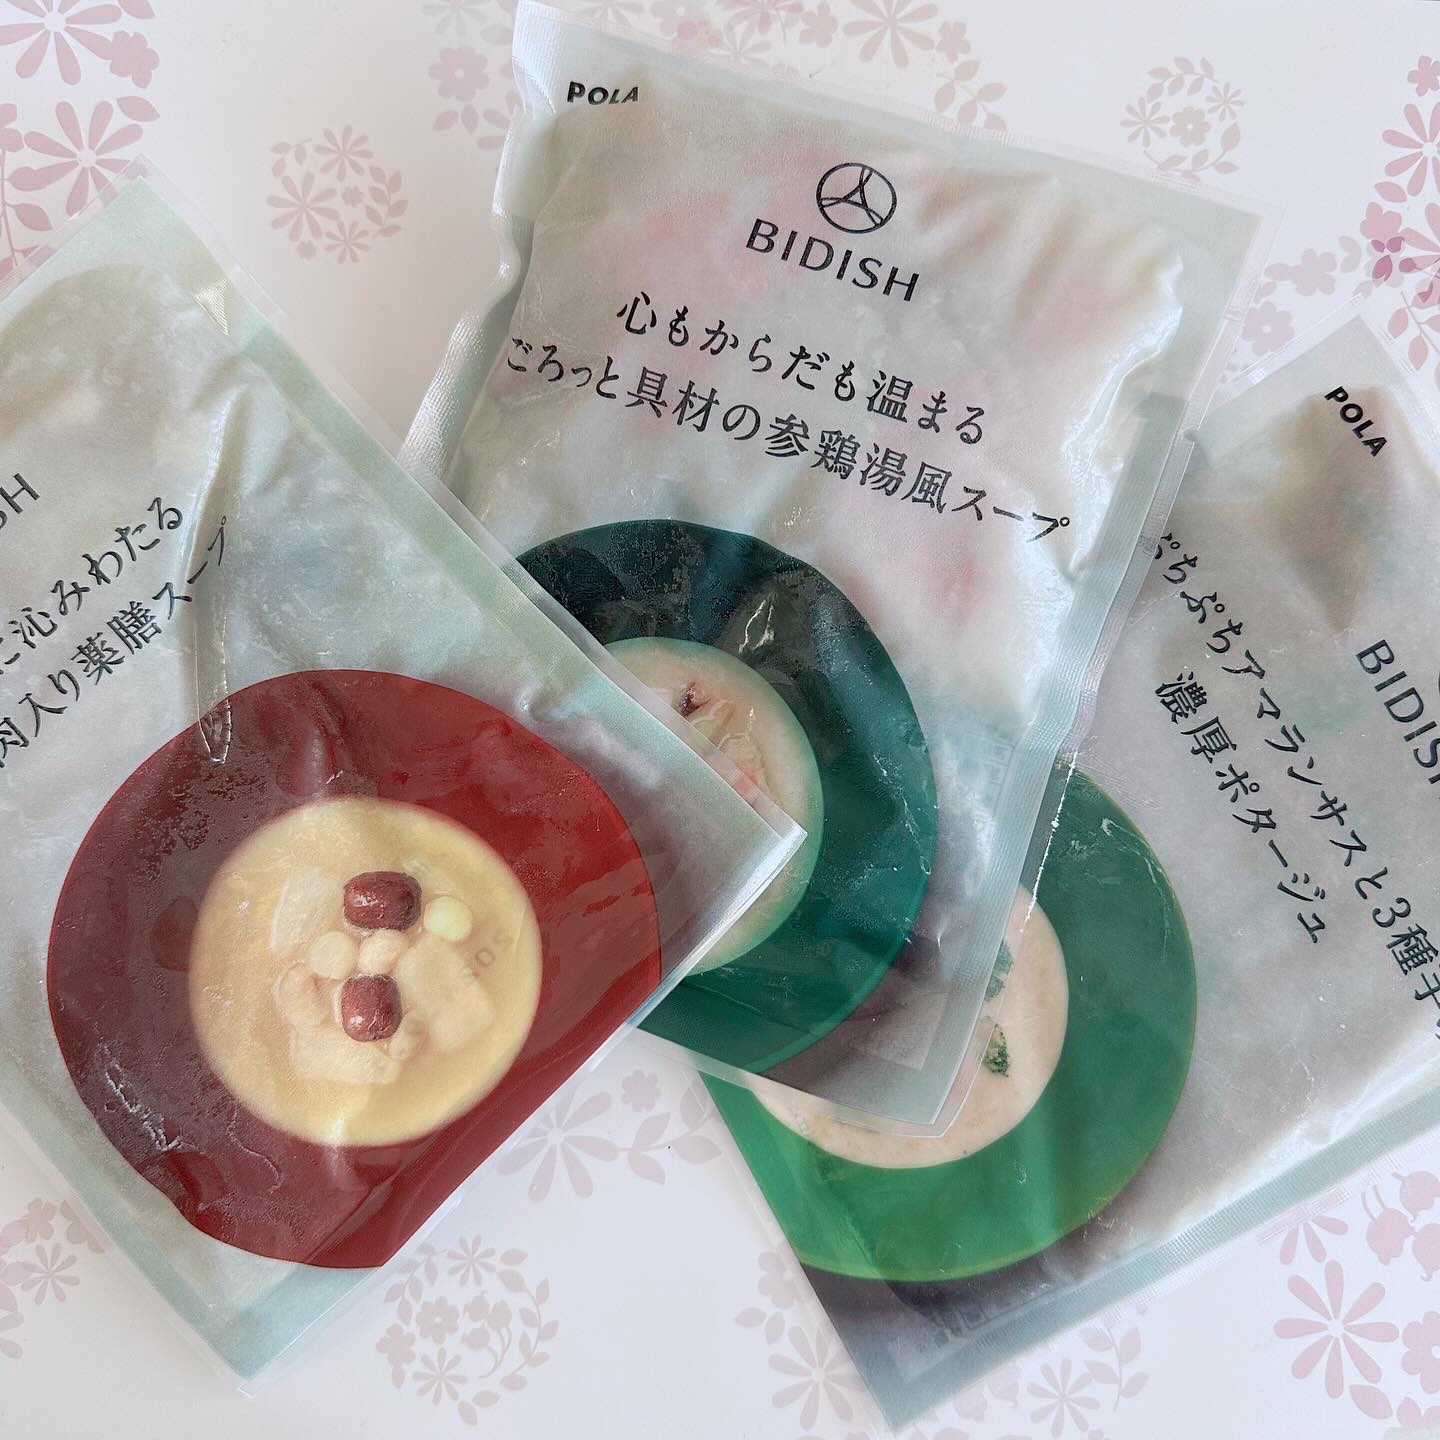 SH
に沁みわたる
肉入り薬膳スープ
POLA
BIDISH
心もからだも温まる
ごろっと具材の参鶏湯風スープ
POLA
BIDISH
ぷちぷちアマランサスと3種
濃厚ポタージュ